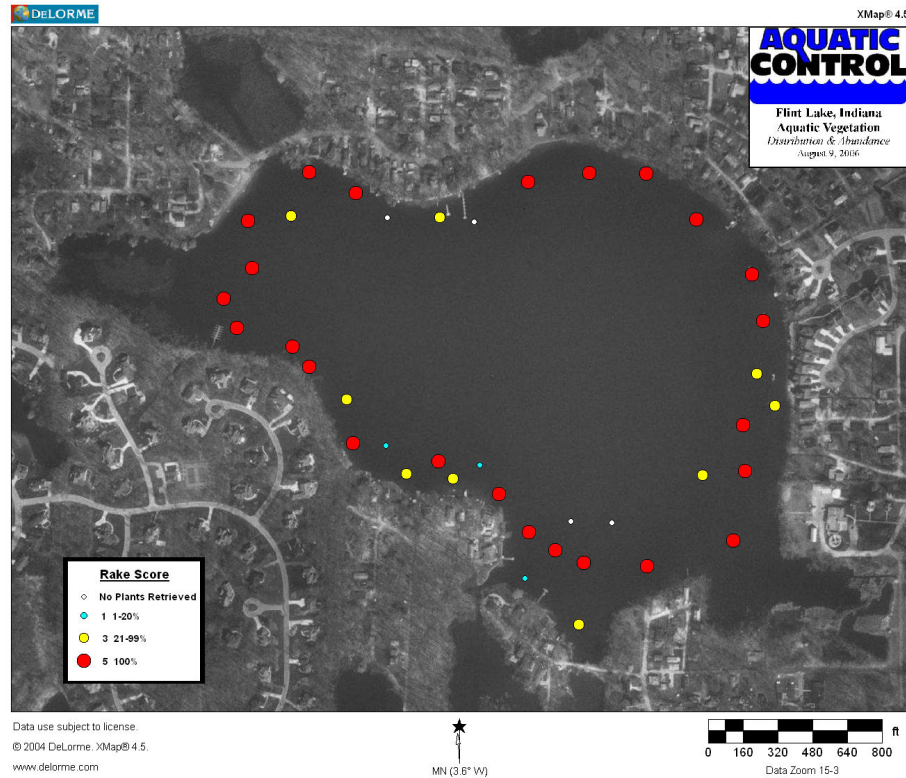 DELORME
XMap® 4.5
AQUATIC
CONTROL
Flint Lake, Indiana
Aquatic Vegetation
Distribution & Abundance
August 9, 2006
Rake Score
No Plants Retrieved
1 1-20%
3 21-99%
5 100%
Data use subject to license.
© 2004 DeLorme. XMap® 4.5.
www.delorme.com
MN (3.6° W)
ft
0 160 320 480 640 800
Data Zoom 15-3